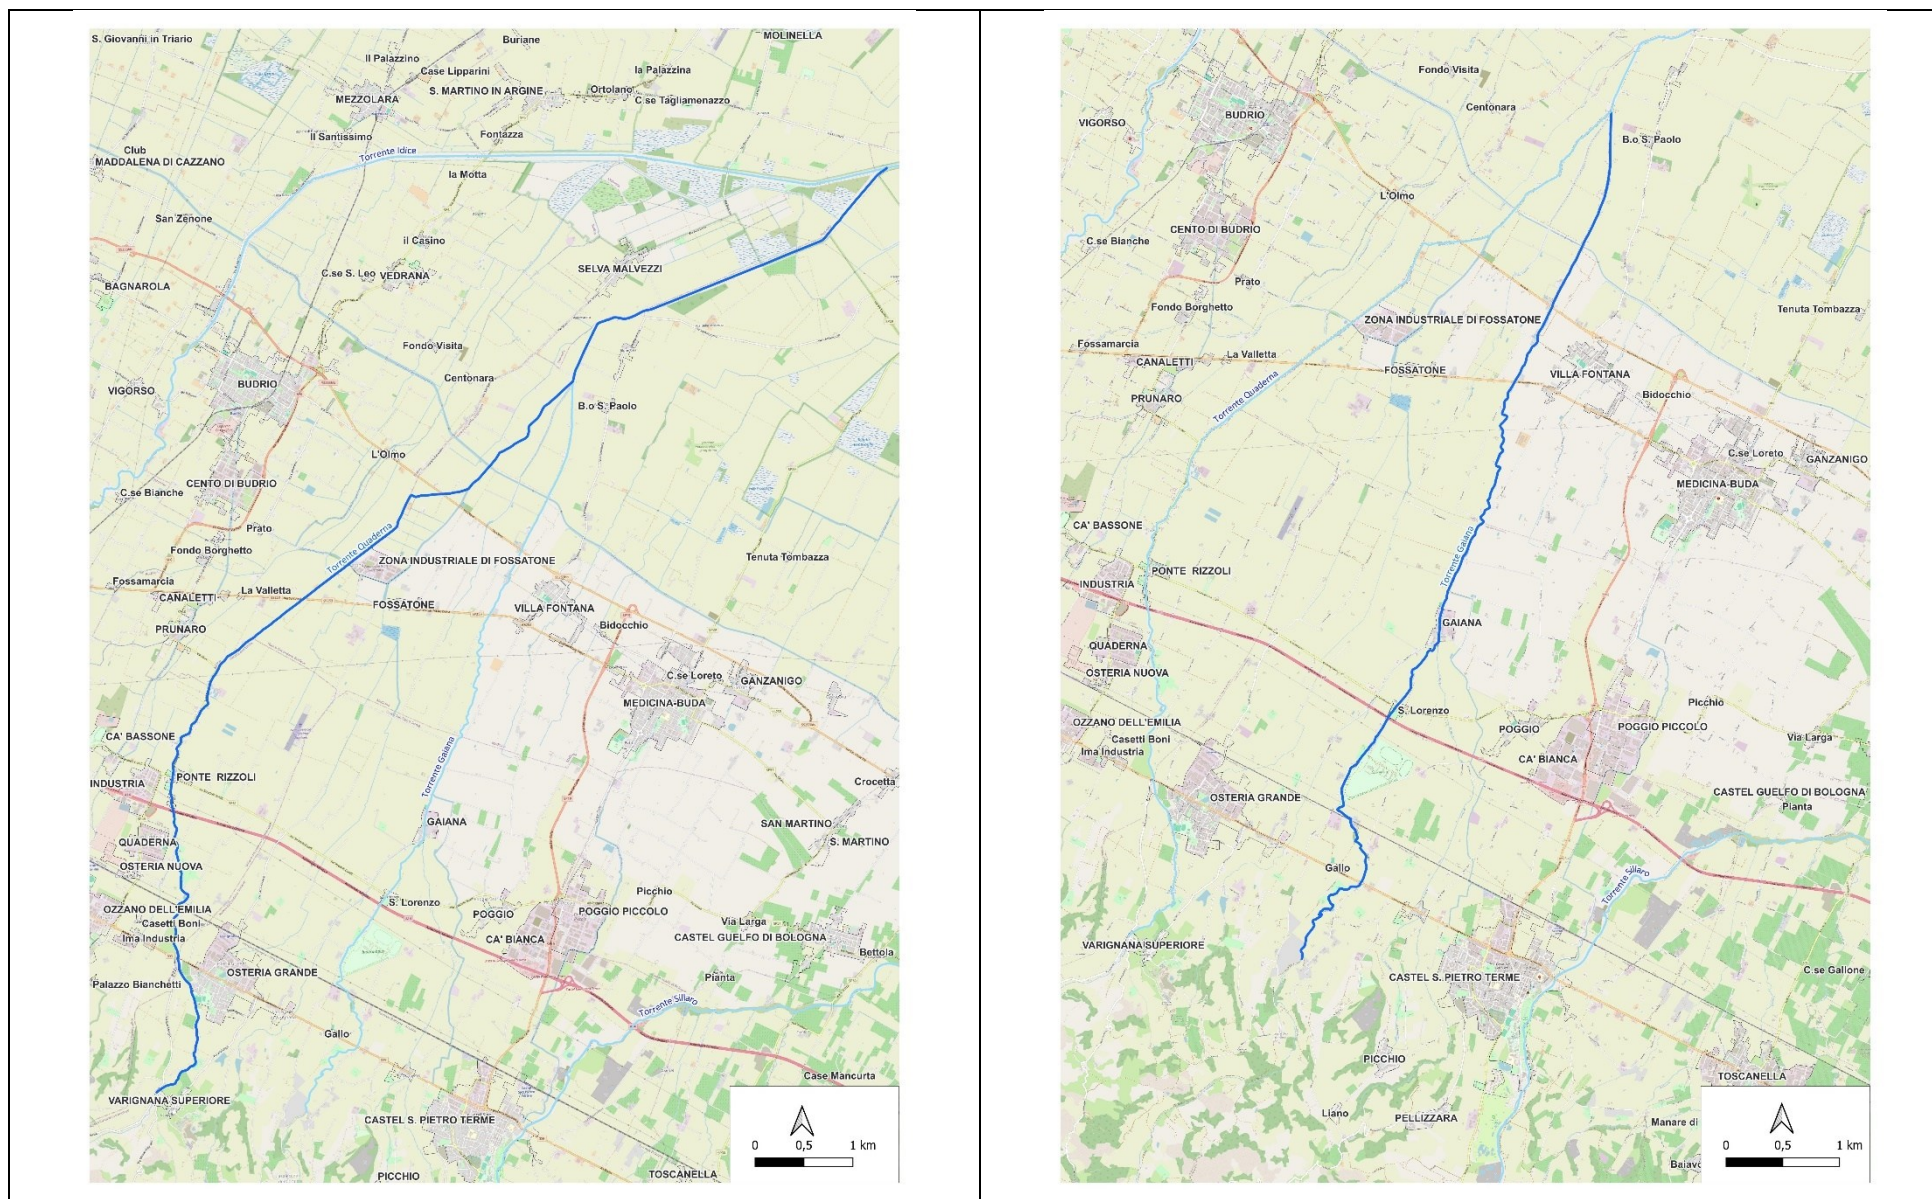 S. Giovanni in Triario
Buriane
MOLINELLA
Il Palazzino
Case Lipparini
la Palazzina
MEZZOLARA
S. MARTINO IN ARGINE
Ortolano
C.se Tagliamenazzo
Il Santissimo
Fontazza
Club
MADDALENA DI CAZZANO
Torrente Idice
la Motta
San Zenone
il Casino
SELVA MALVEZZI
C.se S. Leo
VEDRANA
BAGNAROLA
Fondo Visita
Centonara
BUDRIO
VIGORSO
B.o S. Paolo
L'Olmo
CENTO DI BUDRIO
C.se Bianche
Prato
Torrente Quaderna
Fondo Borghetto
ZONA INDUSTRIALE DI FOSSATONE
Tenuta Tombazza
Fossamarcia
CANALETTI
La Valletta
FOSSATONE
VILLA FONTANA
PRUNARO
Bidocchio
C.se Loreto
GANZANIGO
MEDICINA-BUDA
CA' BASSONE
Torrente Gaiana
INDUSTRIA
PONTE RIZZOLI
Crocetta
GAIANA
SAN MARTINO
S. MARTINO
QUADERNA
OSTERIA NUOVA
S. Lorenzo
Picchio
OZZANO DELL'EMILIA
POGGIO
POGGIO PICCOLO
Casetti Boni
Via Larga
Ima Industria
CA' BIANCA
CASTEL GUELFO DI BOLOGNA
Bettola
OSTERIA GRANDE
Pianta
Palazzo Bianchetti
Torrente Sillaro
Gallo
Case Mancurta
VARIGNANA SUPERIORE
CASTEL S. PIETRO TERME
PICCHIO
TOSCANELLA
0 0,5 1 km
Fondo Visita
Centonara
BUDRIO
VIGORSO
B.o S. Paolo
L'Olmo
CENTO DI BUDRIO
C.se Bianche
Prato
Fondo Borghetto
ZONA INDUSTRIALE DI FOSSATONE
Tenuta Tombazza
Fossamarcia
CANALETTI
La Valletta
FOSSATONE
VILLA FONTANA
PRUNARO
Torrente Quaderna
Bidocchio
C.se Loreto
GANZANIGO
MEDICINA-BUDA
CA' BASSONE
Torrente Gaiana
INDUSTRIA
PONTE RIZZOLI
GAIANA
QUADERNA
OSTERIA NUOVA
Picchio
S. Lorenzo
OZZANO DELL'EMILIA
POGGIO
POGGIO PICCOLO
Casetti Boni
Via Larga
Ima Industria
CA' BIANCA
OSTERIA GRANDE
CASTEL GUELFO DI BOLOGNA
Pianta
Gallo
Torrente Sillaro
VARIGNANA SUPERIORE
CASTEL S. PIETRO TERME
C.se Gallone
PICCHIO
TOSCANELLA
Liano
PELLIZZARA
Manare di
Baiavo
0 0,5 1 km